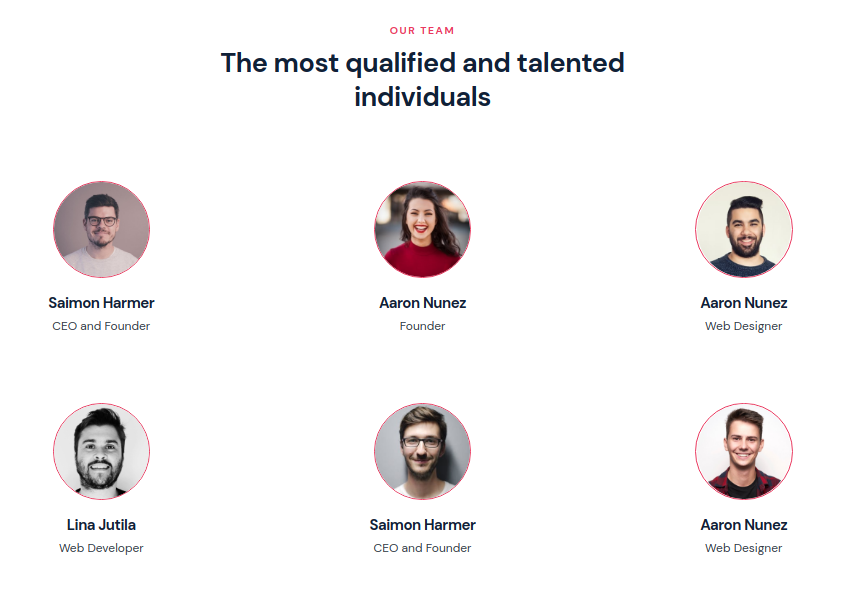 OUR TEAM
The most qualified and talented
individuals
Saimon Harmer
Aaron Nunez
Aaron Nunez
CEO and Founder
Founder
Web Designer
Lina Jutila
Saimon Harmer
Aaron Nunez
Web Developer
CEO and Founder
Web Designer